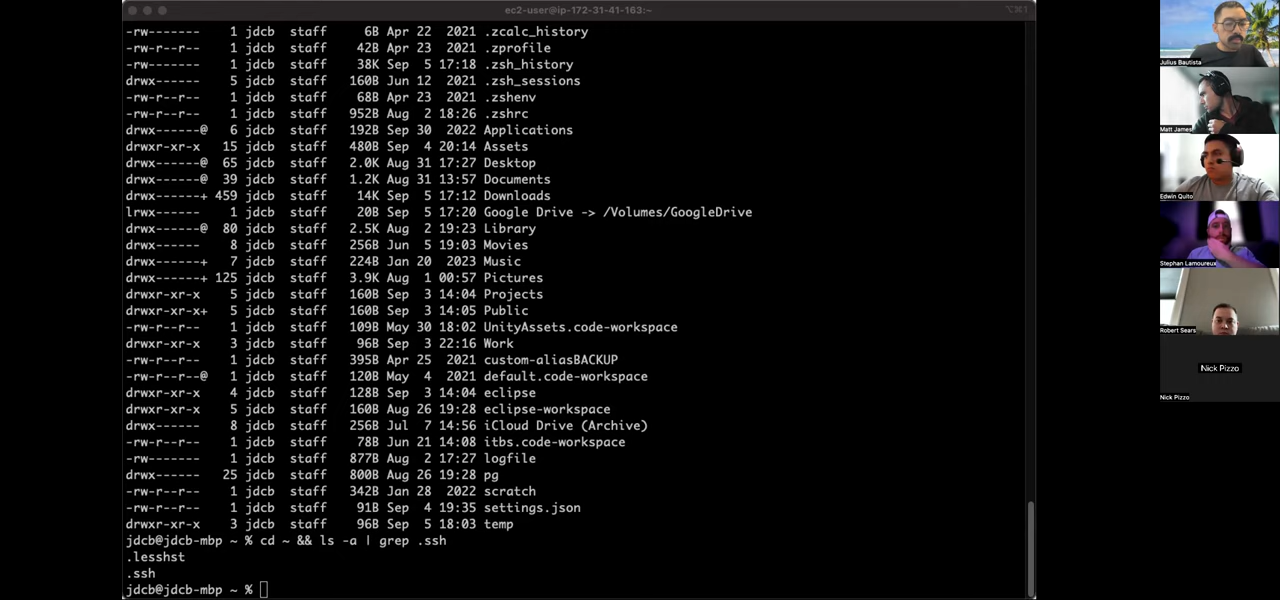 ec2-user@ip-172-31-41-163:~
⌥⌘1
-rw------- 1 jdcb staff 6B Apr 22 2021 .zcalc_history
-rw-r--r-- 1 jdcb staff 42B Apr 23 2021 .zprofile
-rw------- 1 jdcb staff 38K Sep 5 17:18 .zsh_history
drwx------ 5 jdcb staff 160B Jun 12 2021 .zsh_sessions
-rw-r--r-- 1 jdcb staff 68B Apr 23 2021 .zshenv
-rw-r--r-- 1 jdcb staff 952B Aug 2 18:26 .zshrc
drwx------@ 6 jdcb staff 192B Sep 30 2022 Applications
drwxr-xr-x 15 jdcb staff 480B Sep 4 20:14 Assets
drwx------@ 65 jdcb staff 2.0K Aug 31 17:27 Desktop
drwx------@ 39 jdcb staff 1.2K Aug 31 13:57 Documents
drwx------+ 459 jdcb staff 14K Sep 5 17:12 Downloads
lrwx------ 1 jdcb staff 20B Sep 5 17:20 Google Drive -> /Volumes/GoogleDrive
drwx------@ 80 jdcb staff 2.5K Aug 2 19:23 Library
drwx------ 8 jdcb staff 256B Jun 5 19:03 Movies
drwx------+ 7 jdcb staff 224B Jan 20 2023 Music
drwx------+ 125 jdcb staff 3.9K Aug 1 00:57 Pictures
drwxr-xr-x 5 jdcb staff 160B Sep 3 14:04 Projects
drwxr-xr-x+ 5 jdcb staff 160B Sep 3 14:05 Public
-rw-r--r-- 1 jdcb staff 109B May 30 18:02 UnityAssets.code-workspace
drwxr-xr-x 3 jdcb staff 96B Sep 3 22:16 Work
-rw-r--r-- 1 jdcb staff 395B Apr 25 2021 custom-aliasBACKUP
-rw-r--r--@ 1 jdcb staff 120B May 4 2021 default.code-workspace
drwxr-xr-x 4 jdcb staff 128B Sep 3 14:04 eclipse
drwxr-xr-x 5 jdcb staff 160B Aug 26 19:28 eclipse-workspace
drwx------ 8 jdcb staff 256B Jul 7 14:56 iCloud Drive (Archive)
-rw-r--r-- 1 jdcb staff 78B Jun 21 14:08 itbs.code-workspace
-rw-r--r-- 1 jdcb staff 877B Aug 2 17:27 logfile
drwx------ 25 jdcb staff 800B Aug 26 19:28 pg
-rw-r--r-- 1 jdcb staff 342B Jan 28 2022 scratch
-rw-r--r-- 1 jdcb staff 91B Sep 4 19:35 settings.json
drwxr-xr-x 3 jdcb staff 96B Sep 5 18:03 temp
jdcb@jdcb-mbp ~ % cd ~ && ls -a | grep .ssh
.lesshst
.ssh
jdcb@jdcb-mbp ~ %
Julius Bautista
Matt James
Edwin Quito
Stephan Lamoureux
Robert Sears
Nick Pizzo
Nick Pizzo